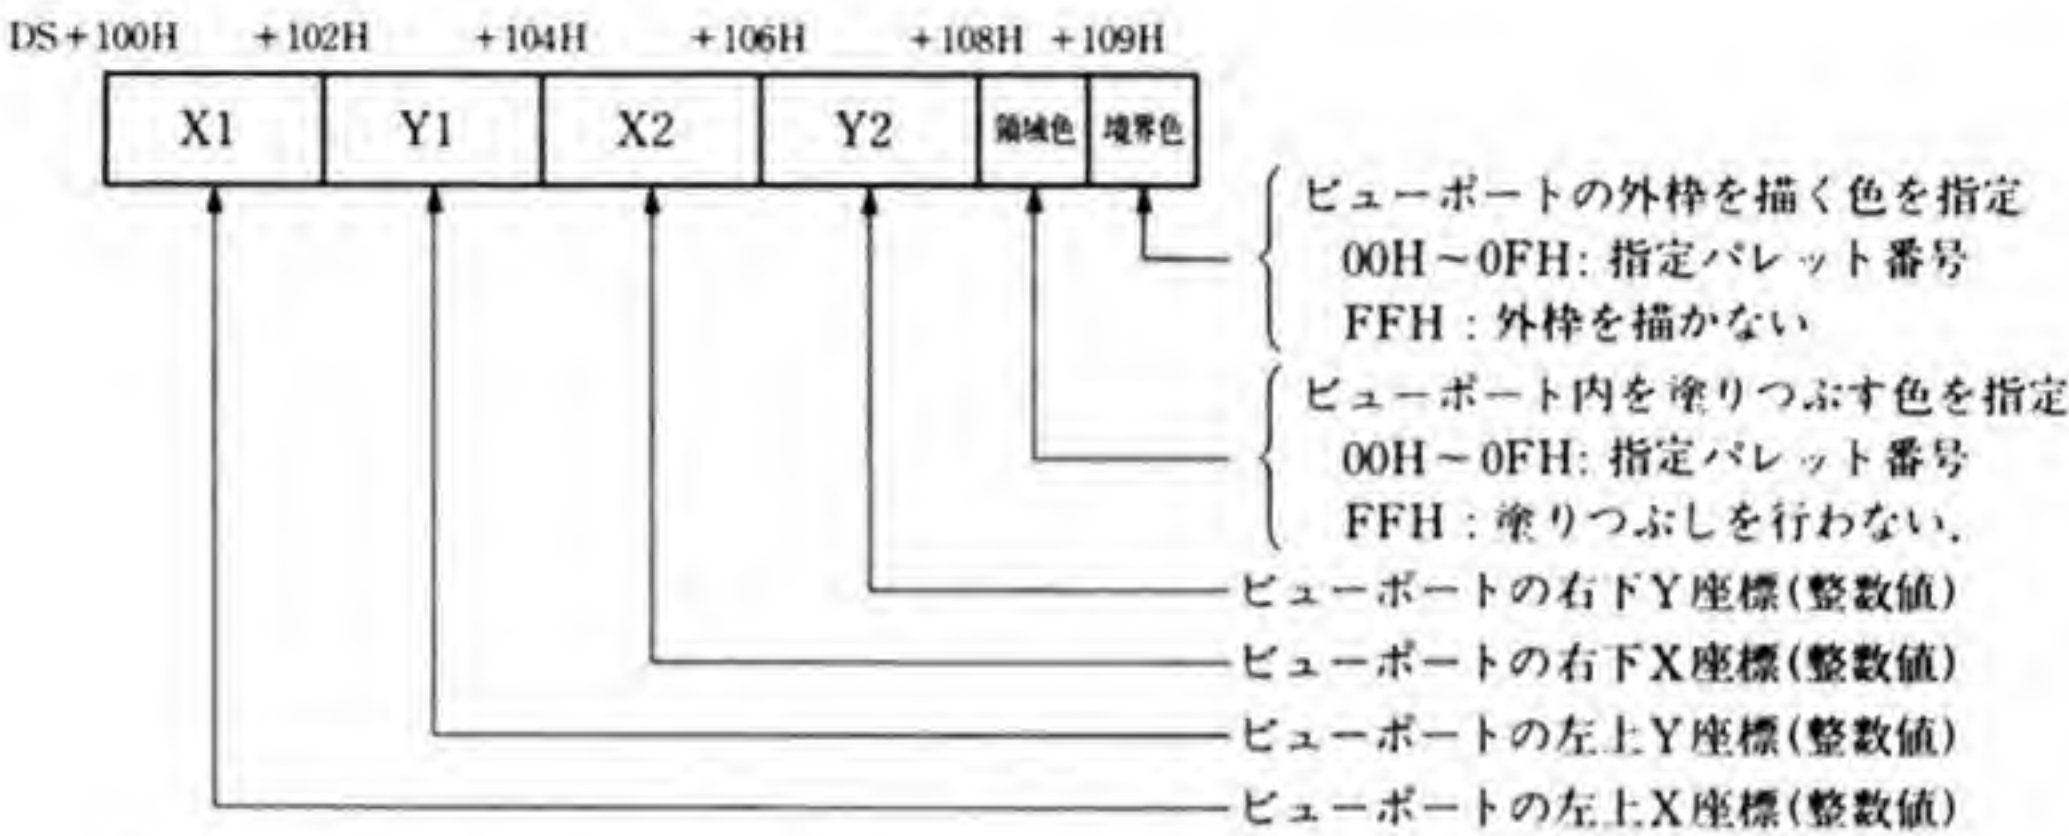 DS+100H +102H +104H +106H +108H +109H
X1 Y1 X2 Y2 領域色 境界色
ビューポートの外枠を描く色を指定
00H~0FH: 指定パレット番号
FFH : 外枠を描かない
ビューポート内を塗りつぶす色を指定
00H~0FH: 指定パレット番号
FFH : 塗りつぶしを行わない.
ビューポートの右下Y座標(整数値)
ビューポートの右下X座標(整数値)
ビューポートの左上Y座標(整数値)
ビューポートの左上X座標(整数値)